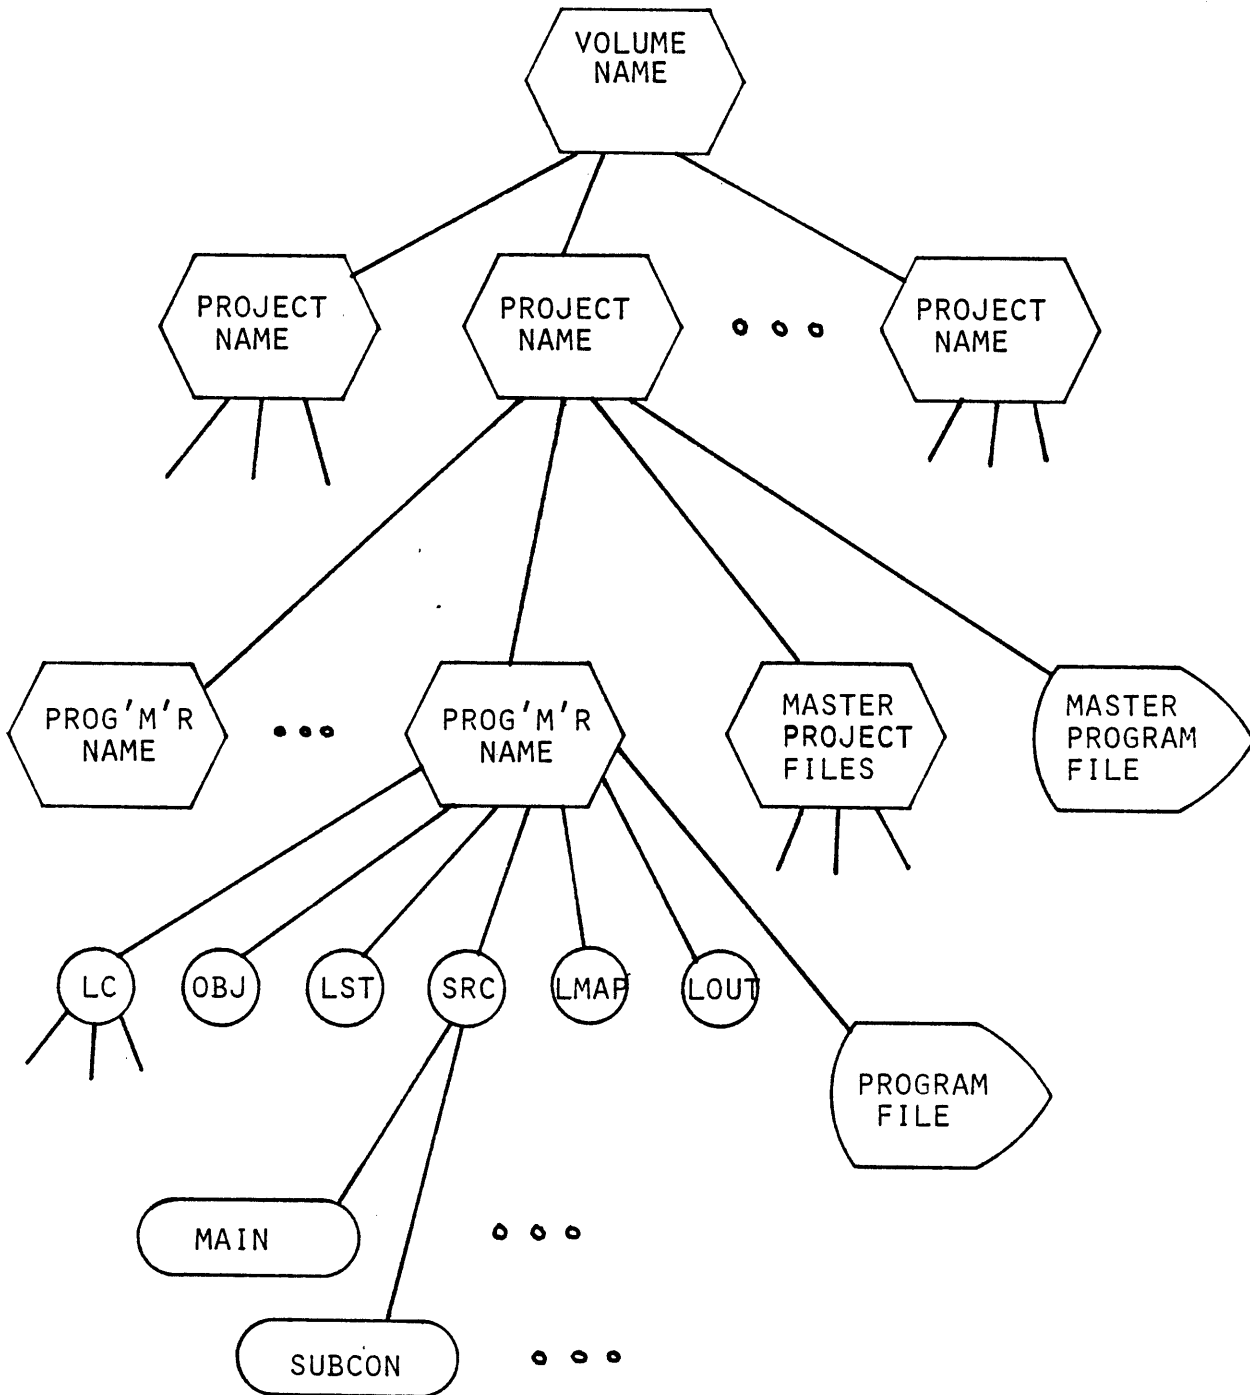 VOLUME
NAME
PROJECT
NAME
PROJECT
NAME
PROJECT
NAME
PROG'M'R
NAME
PROG'M'R
NAME
MASTER
PROJECT
FILES
MASTER
PROGRAM
FILE
LC
OBJ
LST
SRC
LMAP
LOUT
PROGRAM
FILE
MAIN
SUBCON